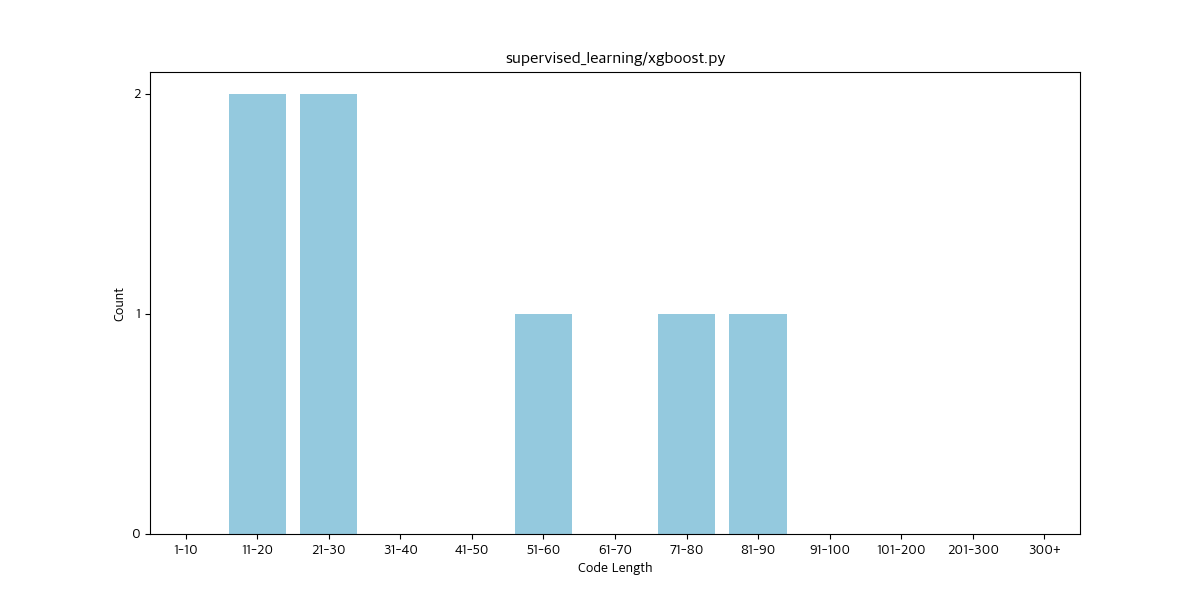 supervised_learning/xgboost.py
2
1
0
Count
1-10 11-20 21-30 31-40 41-50 51-60 61-70 71-80 81-90 91-100 101-200 201-300 300+
Code Length